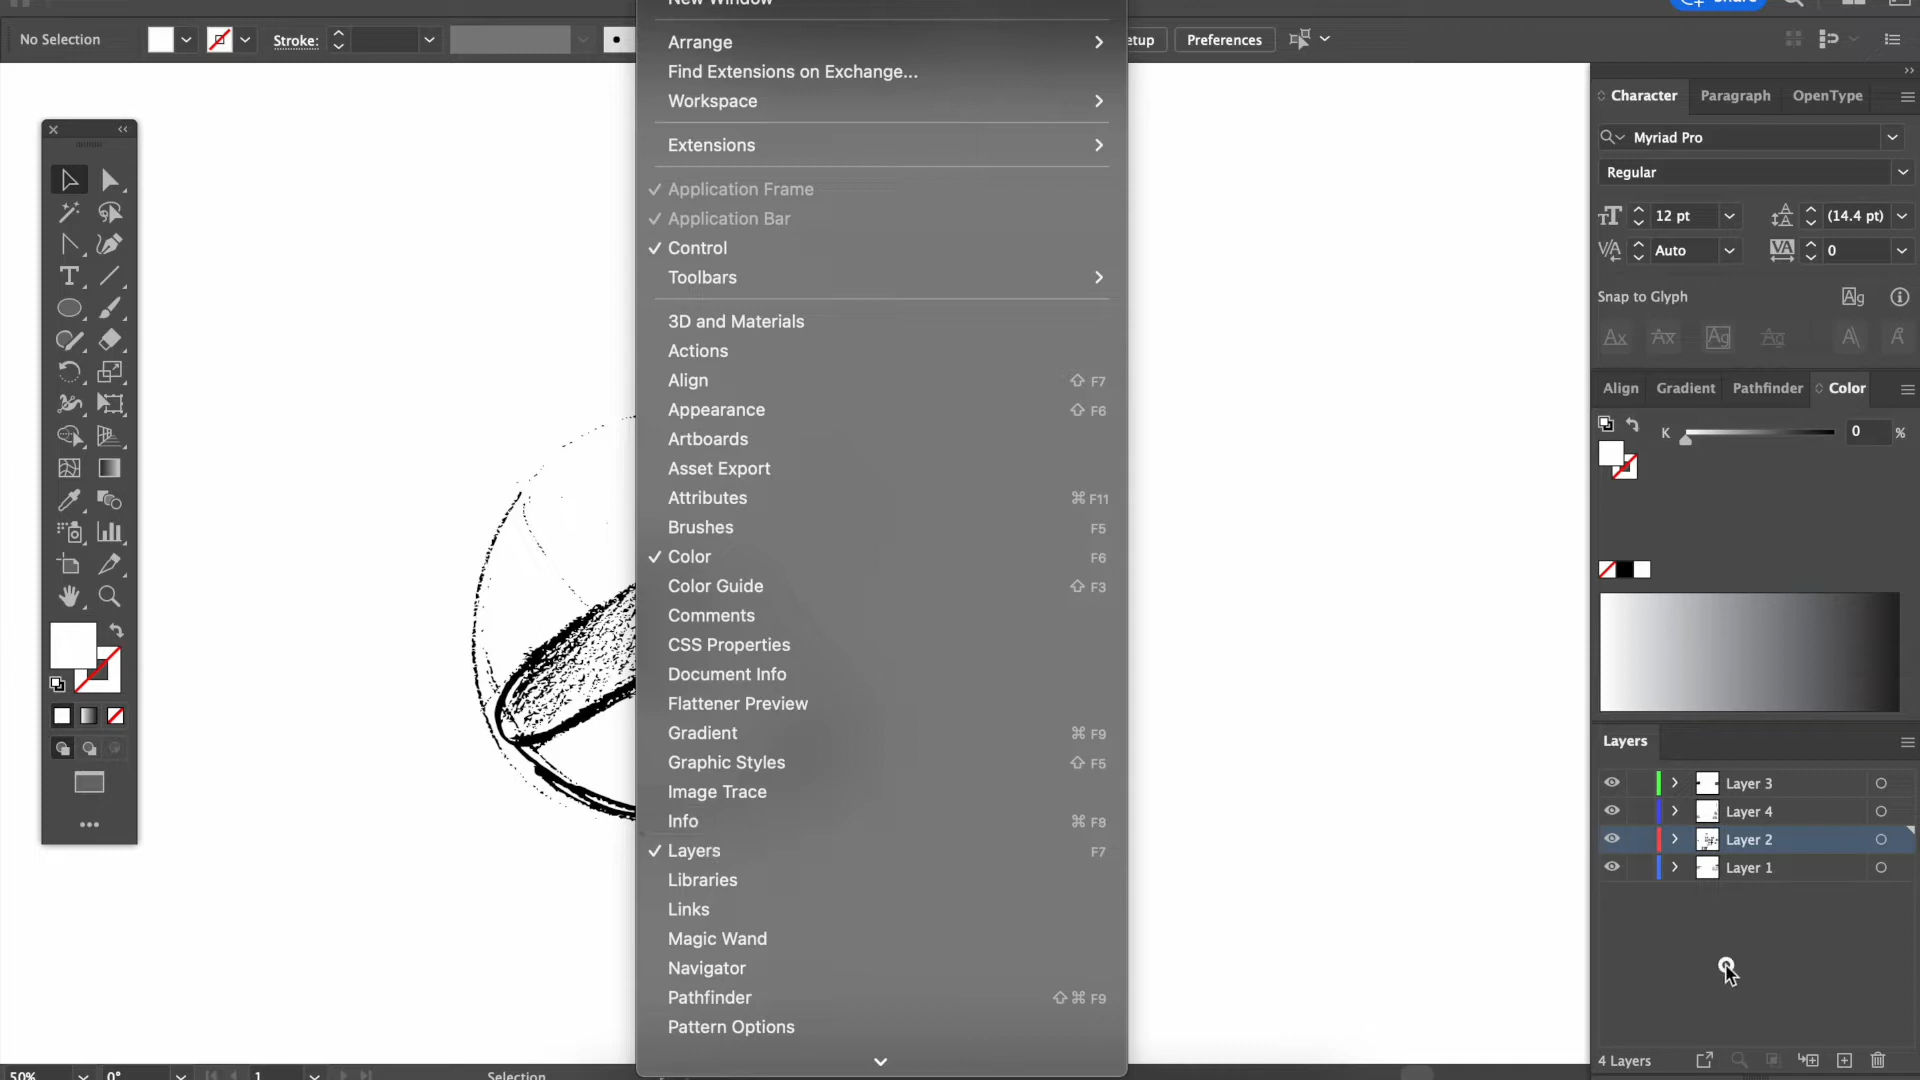 New Window
Share
No Selection
Stroke:
Preferences
Arrange
Find Extensions on Exchange...
Workspace
Extensions
Application Frame
Application Bar
Control
Toolbars
3D and Materials
Actions
Align ⇧ F7
Appearance ⇧ F6
Artboards
Asset Export
Attributes ⌘ F11
Brushes F5
Color F6
Color Guide ⇧ F3
Comments
CSS Properties
Document Info
Flattener Preview
Gradient ⌘ F9
Graphic Styles ⇧ F5
Image Trace
Info ⌘ F8
Layers F7
Libraries
Links
Magic Wand
Navigator
Pathfinder ⇧ ⌘ F9
Pattern Options
Character Paragraph OpenType
Myriad Pro
Regular
12 pt (14.4 pt)
Auto 0
Snap to Glyph
Align Gradient Pathfinder Color
K 0 %
Layers
Layer 3
Layer 4
Layer 2
Layer 1
4 Layers
50% 0° 1 Selection